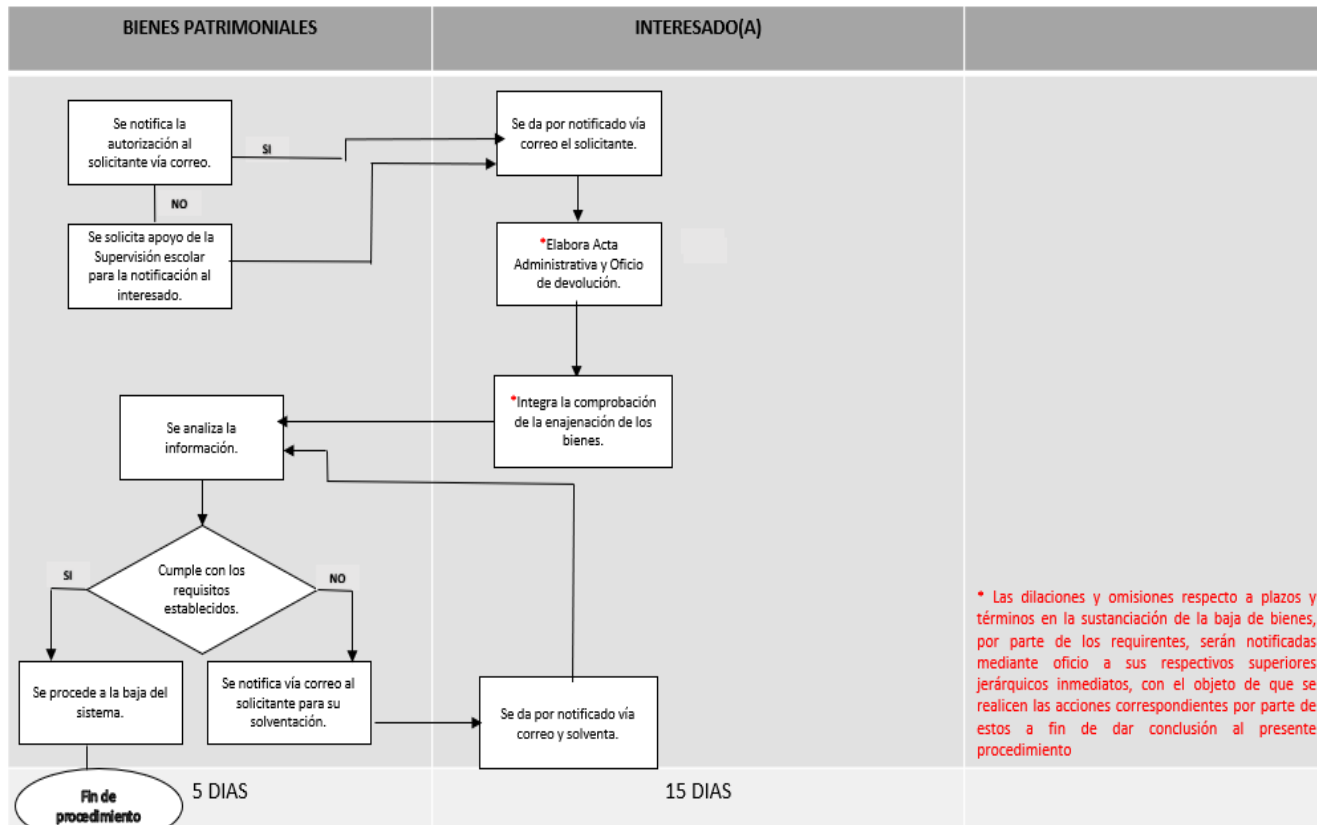 BIENES PATRIMONIALES
INTERESADO(A)
Se notifica la
autorización al
solicitante vía correo.
SI
Se da por notificado vía
correo el solicitante.
NO
Se solicita apoyo de la
Supervisión escolar
para la notificación al
interesado.
*Elabora Acta
Administrativa y Oficio
de devolución.
*Integra la comprobación
de la enajenación de los
bienes.
Se analiza la
información.
Cumple con los
requisitos
establecidos.
SI
NO
Se procede a la baja del
sistema.
Se notifica vía correo al
solicitante para su
solventación.
Se da por notificado vía
correo y solventa.
* Las dilaciones y omisiones respecto a plazos y
términos en la sustanciación de la baja de bienes,
por parte de los requirentes, serán notificadas
mediante oficio a sus respectivos superiores
jerárquicos inmediatos, con el objeto de que se
realicen las acciones correspondientes por parte de
estos a fin de dar conclusión al presente
procedimiento
Fin de
procedimiento
5 DIAS
15 DIAS